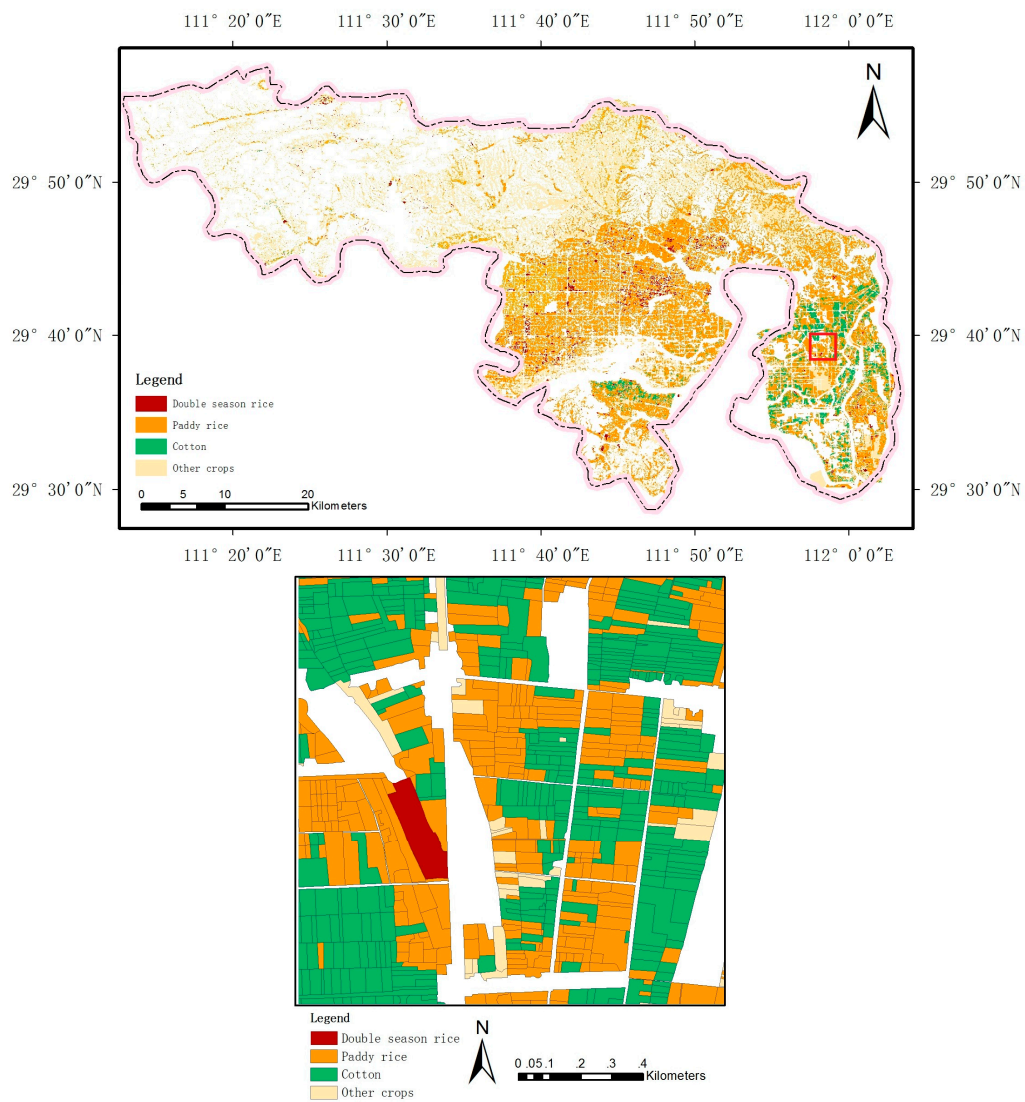 111° 20'0"E 111° 30'0"E 111° 40'0"E 111° 50'0"E 112° 0'0"E
N
29° 50'0"N 29° 50'0"N
29° 40'0"N 29° 40'0"N
Legend
Double season rice
Paddy rice
Cotton
Other crops
29° 30'0"N 29° 30'0"N
0 5 10 20
Kilometers
111° 20'0"E 111° 30'0"E 111° 40'0"E 111° 50'0"E 112° 0'0"E
Legend
Double season rice
Paddy rice
Cotton
Other crops
N
0 .05.1 .2 .3 .4
Kilometers